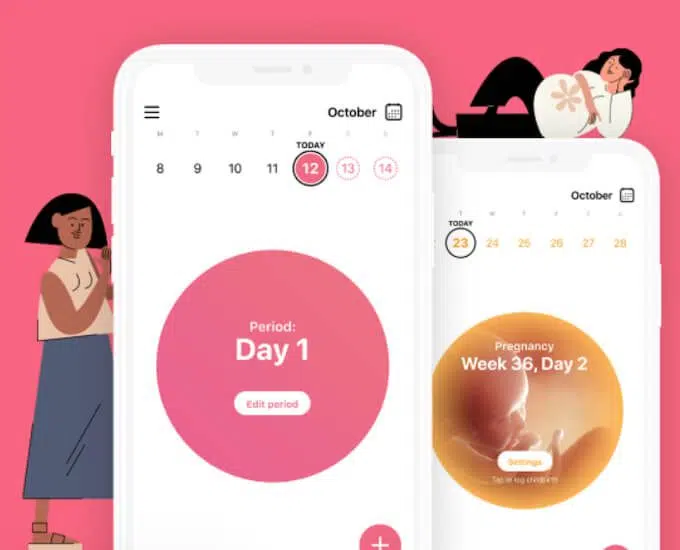 October
M T W T F S S
TODAY
8 9 10 11 12 13 14
Period:
Day 1
Edit period
October
T W T F S S
TODAY
23 24 25 26 27 28
Pregnancy
Week 36, Day 2
Settings
Tap to log childbirth